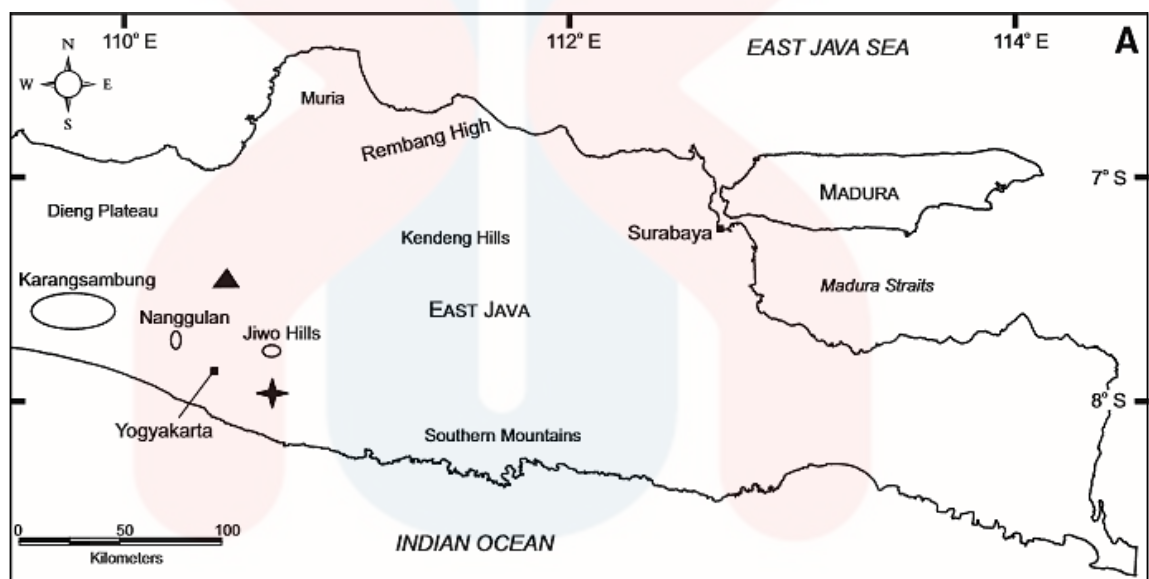 110° E
112° E
EAST JAVA SEA
114° E
A
N
W
E
S
Muria
Rembang High
7° S
MADURA
Dieng Plateau
Surabaya
Kendeng Hills
Karangsambung
Madura Straits
EAST JAVA
Nanggulan
Jiwo Hills
8° S
Yogyakarta
Southern Mountains
0 50 100
Kilometers
INDIAN OCEAN